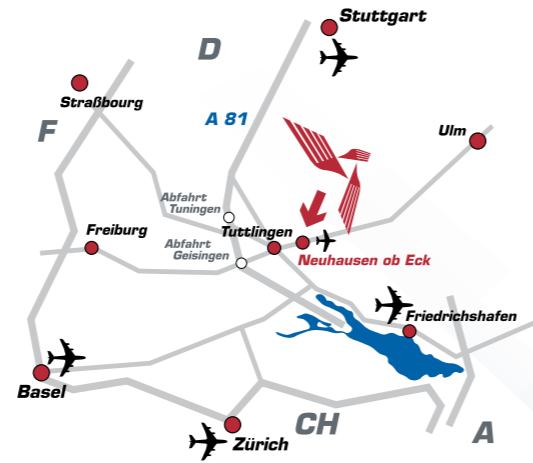 Stuttgart
D
Straßbourg
A 81
F
Ulm
Abfahrt
Tuningen
Freiburg
Tuttlingen
Abfahrt
Geisingen
Neuhausen ob Eck
Friedrichshafen
Basel
CH
A
Zürich